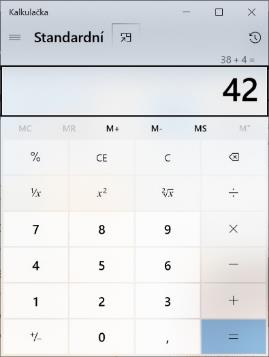 Kalkulačka
Standardní
38 + 4 =
42
MC MR M+ M- MS M˅
% CE C
⅟x x² ²√x ÷
7 8 9 ×
4 5 6 −
1 2 3 +
+/− 0 , =